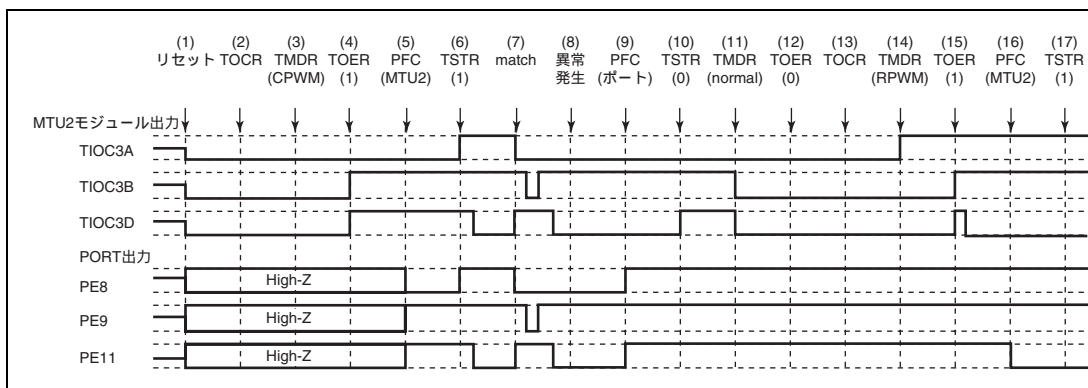 (1) (2) (3) (4) (5) (6) (7) (8) (9) (10) (11) (12) (13) (14) (15) (16) (17)
リセット TOCR TMDR TOER PFC TSTR match 異常 PFC TSTR TMDR TOER TOCR TMDR TOER PFC TSTR
(CPWM) (1) (MTU2) (1) 発生 (ポート) (0) (normal) (0) (RPWM) (1) (MTU2) (1)
MTU2モジュール出力
TIOC3A
TIOC3B
TIOC3D
PORT出力
PE8 High-Z
PE9 High-Z
PE11 High-Z